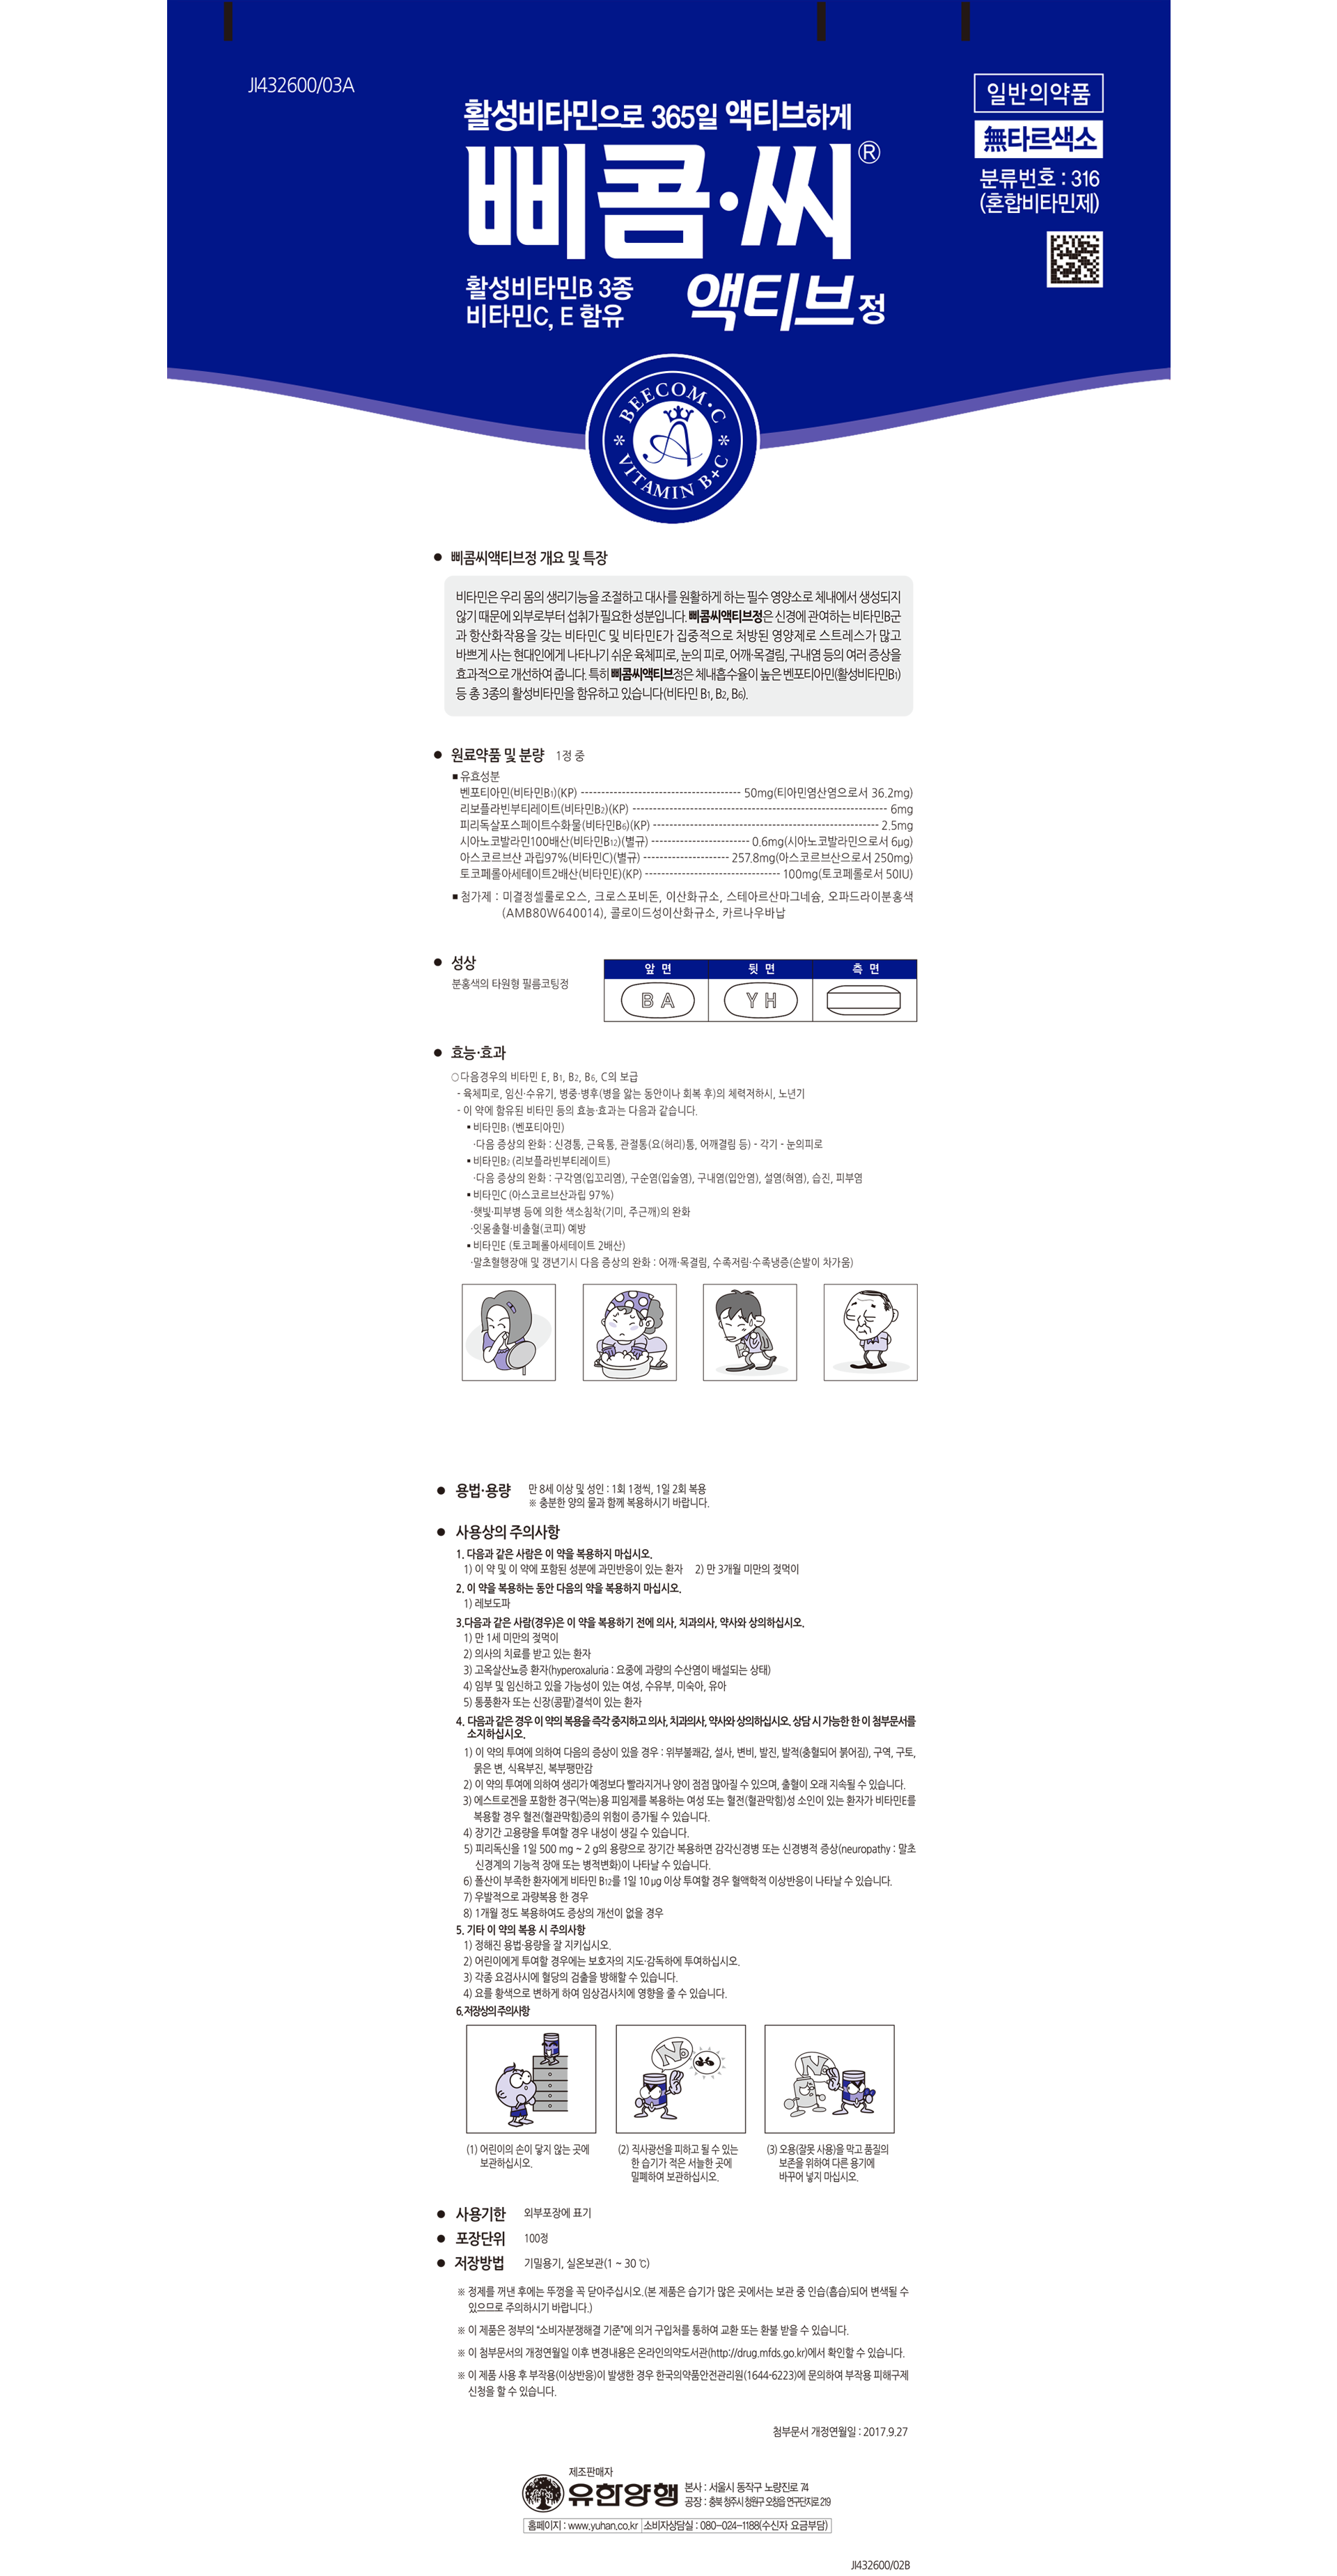 JI432600/03A
일반의약품
無타르색소
분류번호 : 316
(혼합비타민제)
활성비타민으로 365일 액티브하게
삐콤·씨®
활성비타민B 3종
비타민C, E 함유
액티브정
BEECOM·C
VITAMIN B+C
● 삐콤씨액티브정 개요 및 특장
비타민은 우리 몸의 생리기능을 조절하고 대사를 원활하게 하는 필수 영양소로 체내에서 생성되지
않기 때문에 외부로부터 섭취가 필요한 성분입니다. 삐콤씨액티브정은 신경에 관여하는 비타민B군
과 항산화작용을 갖는 비타민C 및 비타민E가 집중적으로 처방된 영양제로 스트레스가 많고
바쁘게 사는 현대인에게 나타나기 쉬운 육체피로, 눈의 피로, 어깨·목결림, 구내염 등의 여러 증상을
효과적으로 개선하여 줍니다. 특히 삐콤씨액티브정은 체내흡수율이 높은 벤포티아민(활성비타민B1)
등 총 3종의 활성비타민을 함유하고 있습니다(비타민 B1, B2, B6).
● 원료약품 및 분량 1정 중
■ 유효성분
벤포티아민(비타민B1)(KP) --- 50mg(티아민염산염으로서 36.2mg)
리보플라빈부티레이트(비타민B2)(KP) --- 6mg
피리독살포스페이트수화물(비타민B6)(KP) --- 2.5mg
시아노코발라민100배산(비타민B12)(별규) --- 0.6mg(시아노코발라민으로서 6μg)
아스코르브산 과립97%(비타민C)(별규) --- 257.8mg(아스코르브산으로서 250mg)
토코페롤아세테이트2배산(비타민E)(KP) --- 100mg(토코페롤로서 50IU)
■ 첨가제 : 미결정셀룰로오스, 크로스포비돈, 이산화규소, 스테아르산마그네슘, 오파드라이분홍색
(AMB80W640014), 콜로이드성이산화규소, 카르나우바납
● 성상
분홍색의 타원형 필름코팅정
앞 면 뒷 면 측 면
B A Y H
● 효능·효과
○다음경우의 비타민 E, B1, B2, B6, C의 보급
- 육체피로, 임신·수유기, 병중·병후(병을 앓는 동안이나 회복 후)의 체력저하시, 노년기
- 이 약에 함유된 비타민 등의 효능·효과는 다음과 같습니다.
▪ 비타민B1 (벤포티아민)
·다음 증상의 완화 : 신경통, 근육통, 관절통(요(허리)통, 어깨결림 등) - 각기 - 눈의피로
▪ 비타민B2 (리보플라빈부티레이트)
·다음 증상의 완화 : 구각염(입꼬리염), 구순염(입술염), 구내염(입안염), 설염(혀염), 습진, 피부염
▪ 비타민C (아스코르브산과립 97%)
·햇빛·피부병 등에 의한 색소침착(기미, 주근깨)의 완화
·잇몸출혈·비출혈(코피) 예방
▪ 비타민E (토코페롤아세테이트 2배산)
·말초혈행장애 및 갱년기시 다음 증상의 완화 : 어깨·목결림, 수족저림·수족냉증(손발이 차가움)
● 용법·용량 만 8세 이상 및 성인 : 1회 1정씩, 1일 2회 복용
※ 충분한 양의 물과 함께 복용하시기 바랍니다.
● 사용상의 주의사항
1. 다음과 같은 사람은 이 약을 복용하지 마십시오.
1) 이 약 및 이 약에 포함된 성분에 과민반응이 있는 환자 2) 만 3개월 미만의 젖먹이
2. 이 약을 복용하는 동안 다음의 약을 복용하지 마십시오.
1) 레보도파
3.다음과 같은 사람(경우)은 이 약을 복용하기 전에 의사, 치과의사, 약사와 상의하십시오.
1) 만 1세 미만의 젖먹이
2) 의사의 치료를 받고 있는 환자
3) 고옥살산뇨증 환자(hyperoxaluria : 요중에 과량의 수산염이 배설되는 상태)
4) 임부 및 임신하고 있을 가능성이 있는 여성, 수유부, 미숙아, 유아
5) 통풍환자 또는 신장(콩팥)결석이 있는 환자
4. 다음과 같은 경우 이 약의 복용을 즉각 중지하고 의사, 치과의사, 약사와 상의하십시오. 상담 시 가능한 한 이 첨부문서를
소지하십시오.
1) 이 약의 투여에 의하여 다음의 증상이 있을 경우 : 위부불쾌감, 설사, 변비, 발진, 발적(충혈되어 붉어짐), 구역, 구토,
묽은 변, 식욕부진, 복부팽만감
2) 이 약의 투여에 의하여 생리가 예정보다 빨라지거나 양이 점점 많아질 수 있으며, 출혈이 오래 지속될 수 있습니다.
3) 에스트로겐을 포함한 경구(먹는)용 피임제를 복용하는 여성 또는 혈전(혈관막힘)성 소인이 있는 환자가 비타민E를
복용할 경우 혈전(혈관막힘)증의 위험이 증가될 수 있습니다.
4) 장기간 고용량을 투여할 경우 내성이 생길 수 있습니다.
5) 피리독신을 1일 500 mg ~ 2 g의 용량으로 장기간 복용하면 감각신경병 또는 신경병적 증상(neuropathy : 말초
신경계의 기능적 장애 또는 병적변화)이 나타날 수 있습니다.
6) 폴산이 부족한 환자에게 비타민 B12를 1일 10 μg 이상 투여할 경우 혈액학적 이상반응이 나타날 수 있습니다.
7) 우발적으로 과량복용 한 경우
8) 1개월 정도 복용하여도 증상의 개선이 없을 경우
5. 기타 이 약의 복용 시 주의사항
1) 정해진 용법·용량을 잘 지키십시오.
2) 어린이에게 투여할 경우에는 보호자의 지도·감독하에 투여하십시오.
3) 각종 요검사시에 혈당의 검출을 방해할 수 있습니다.
4) 요를 황색으로 변하게 하여 임상검사치에 영향을 줄 수 있습니다.
6.저장상의 주의사항
No
No
(1) 어린이의 손이 닿지 않는 곳에
보관하십시오.
(2) 직사광선을 피하고 될 수 있는
한 습기가 적은 서늘한 곳에
밀폐하여 보관하십시오.
(3) 오용(잘못 사용)을 막고 품질의
보존을 위하여 다른 용기에
바꾸어 넣지 마십시오.
● 사용기한 외부포장에 표기
● 포장단위 100정
● 저장방법 기밀용기, 실온보관(1 ~ 30 ℃)
※ 정제를 꺼낸 후에는 뚜껑을 꼭 닫아주십시오.(본 제품은 습기가 많은 곳에서는 보관 중 인습(흡습)되어 변색될 수
있으므로 주의하시기 바랍니다.)
※ 이 제품은 정부의 “소비자분쟁해결 기준”에 의거 구입처를 통하여 교환 또는 환불 받을 수 있습니다.
※ 이 첨부문서의 개정연월일 이후 변경내용은 온라인의약도서관(http://drug.mfds.go.kr)에서 확인할 수 있습니다.
※ 이 제품 사용 후 부작용(이상반응)이 발생한 경우 한국의약품안전관리원(1644-6223)에 문의하여 부작용 피해구제
신청을 할 수 있습니다.
첨부문서 개정연월일 : 2017.9.27
제조판매자
유한양행
본사 : 서울시 동작구 노량진로 74
공장 : 충북 청주시 청원구 오창읍 연구단지로 219
홈페이지 : www.yuhan.co.kr 소비자상담실 : 080-024-1188(수신자 요금부담)
JI432600/02B